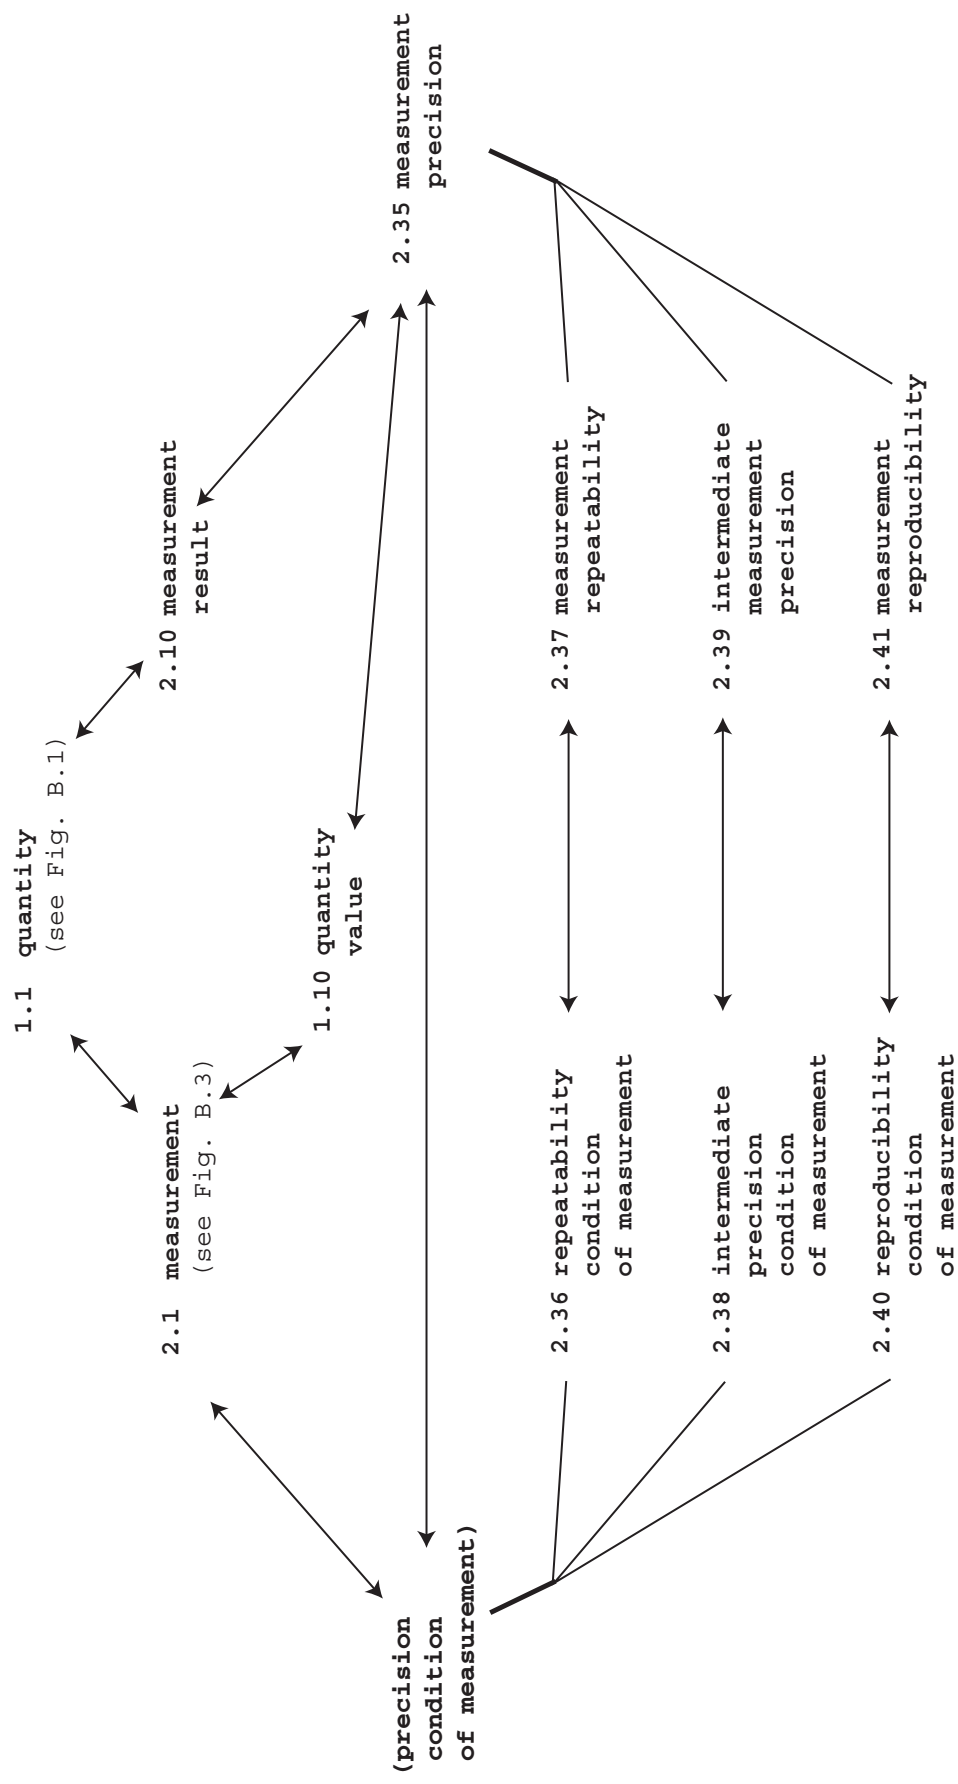 1.1 quantity
(see Fig. B.1)
2.1 measurement
(see Fig. B.3)
2.10 measurement
result
1.10 quantity
value
(precision
condition
of measurement)
2.35 measurement
precision
2.36 repeatability
condition
of measurement
2.37 measurement
repeatability
2.38 intermediate
precision
condition
of measurement
2.39 intermediate
measurement
precision
2.40 reproducibility
condition
of measurement
2.41 measurement
reproducibility